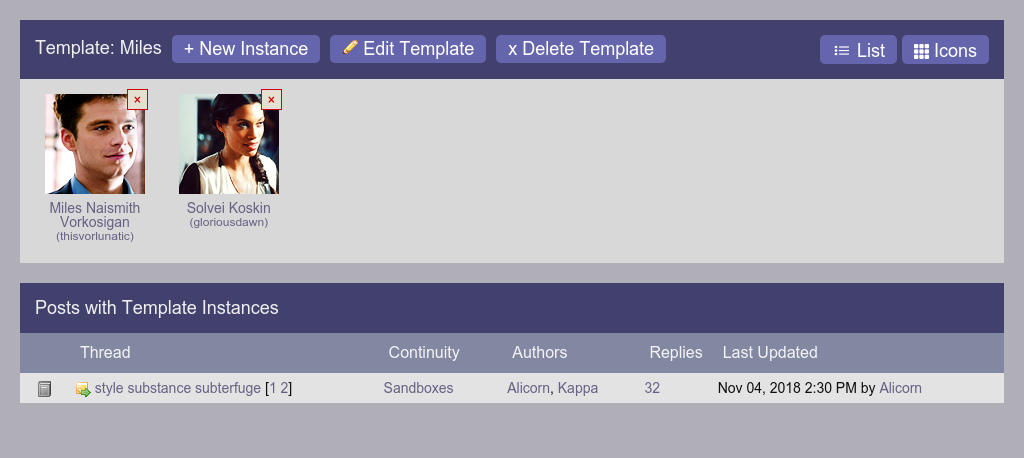 Template: Miles + New Instance Edit Template x Delete Template List Icons
× ×
Miles Naismith Vorkosigan
(thisvorlunatic)
Solvei Koskin
(gloriousdawn)
Posts with Template Instances
Thread Continuity Authors Replies Last Updated
style substance subterfuge [1 2] Sandboxes Alicorn, Kappa 32 Nov 04, 2018 2:30 PM by Alicorn